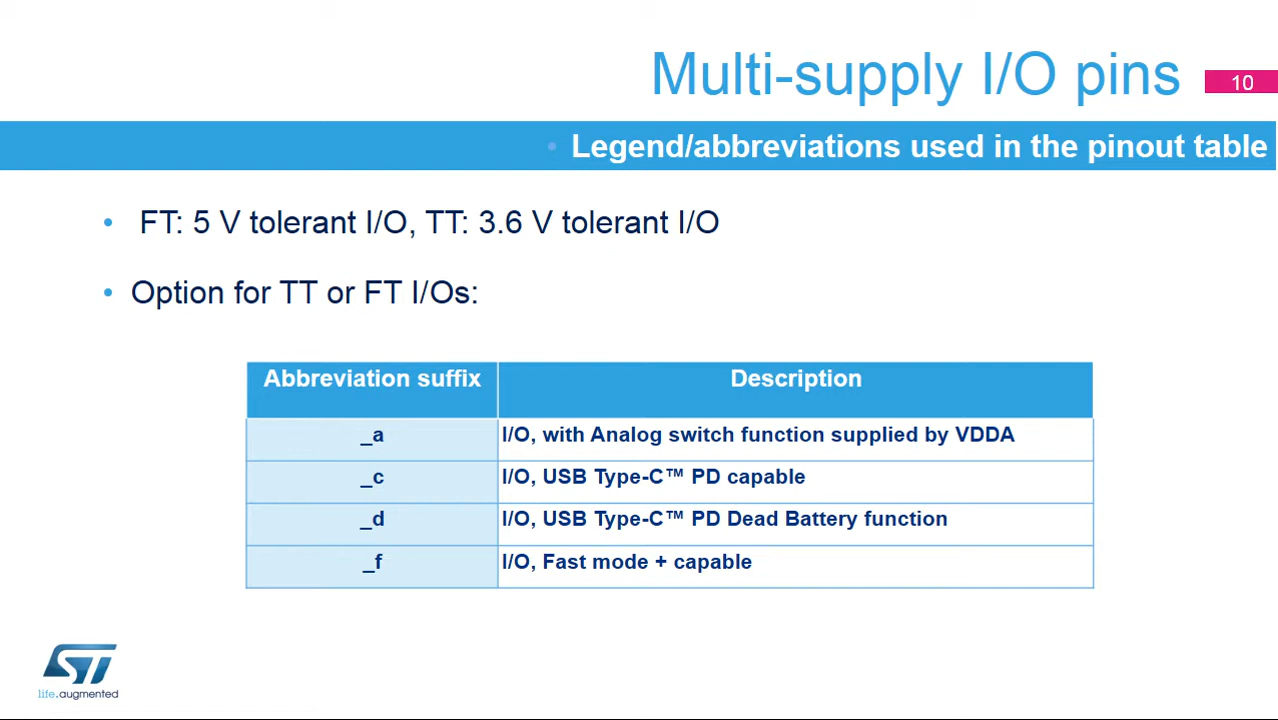 Multi-supply I/O pins
10
• Legend/abbreviations used in the pinout table
• FT: 5 V tolerant I/O, TT: 3.6 V tolerant I/O
• Option for TT or FT I/Os:
Abbreviation suffix Description
_a I/O, with Analog switch function supplied by VDDA
_c I/O, USB Type-C™ PD capable
_d I/O, USB Type-C™ PD Dead Battery function
_f I/O, Fast mode + capable
ST
life.augmented